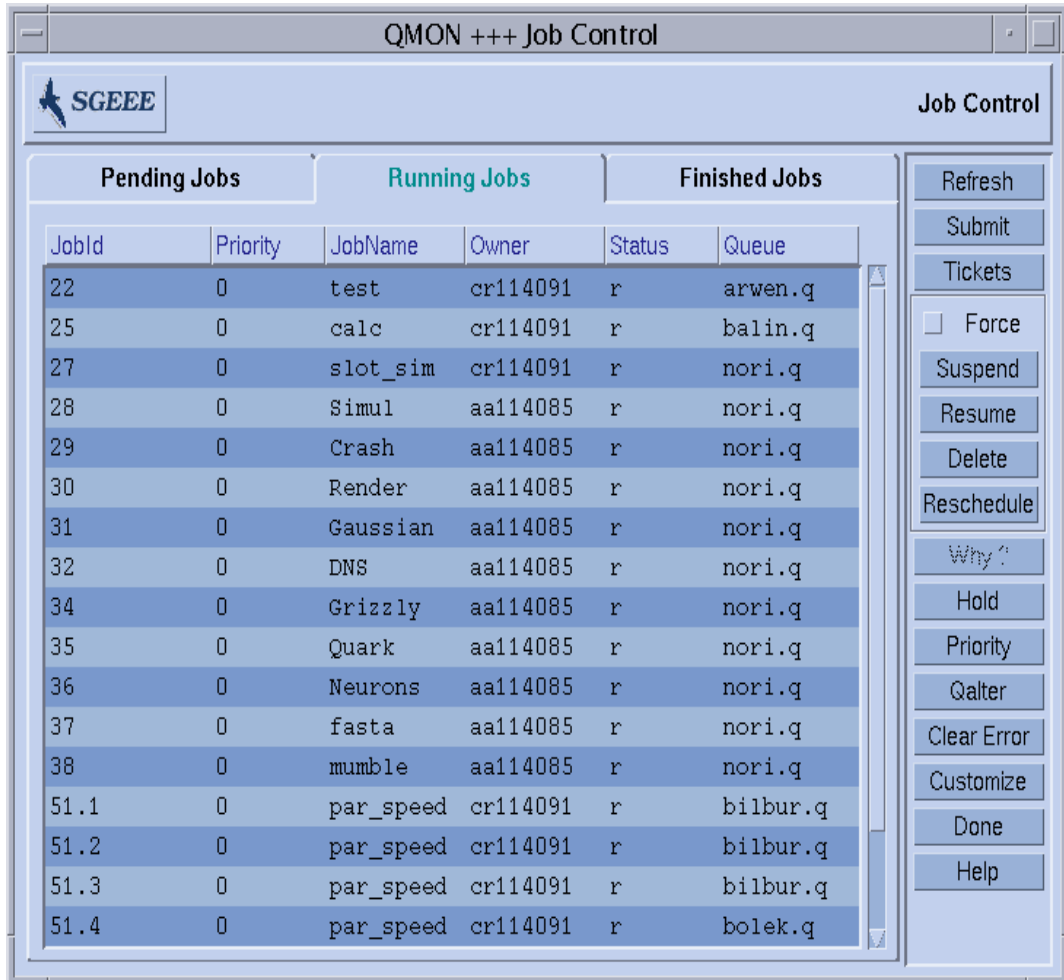 QMON +++ Job Control
SGEEE
Job Control
Pending Jobs Running Jobs Finished Jobs
JobId Priority JobName Owner Status Queue
22 0 test cr114091 r arwen.q
25 0 calc cr114091 r balin.q
27 0 slot_sim cr114091 r nori.q
28 0 Simul aa114085 r nori.q
29 0 Crash aa114085 r nori.q
30 0 Render aa114085 r nori.q
31 0 Gaussian aa114085 r nori.q
32 0 DNS aa114085 r nori.q
34 0 Grizzly aa114085 r nori.q
35 0 Quark aa114085 r nori.q
36 0 Neurons aa114085 r nori.q
37 0 fasta aa114085 r nori.q
38 0 mumble aa114085 r nori.q
51.1 0 par_speed cr114091 r bilbur.q
51.2 0 par_speed cr114091 r bilbur.q
51.3 0 par_speed cr114091 r bilbur.q
51.4 0 par_speed cr114091 r bolek.q
Refresh
Submit
Tickets
Force
Suspend
Resume
Delete
Reschedule
Why ?
Hold
Priority
Qalter
Clear Error
Customize
Done
Help